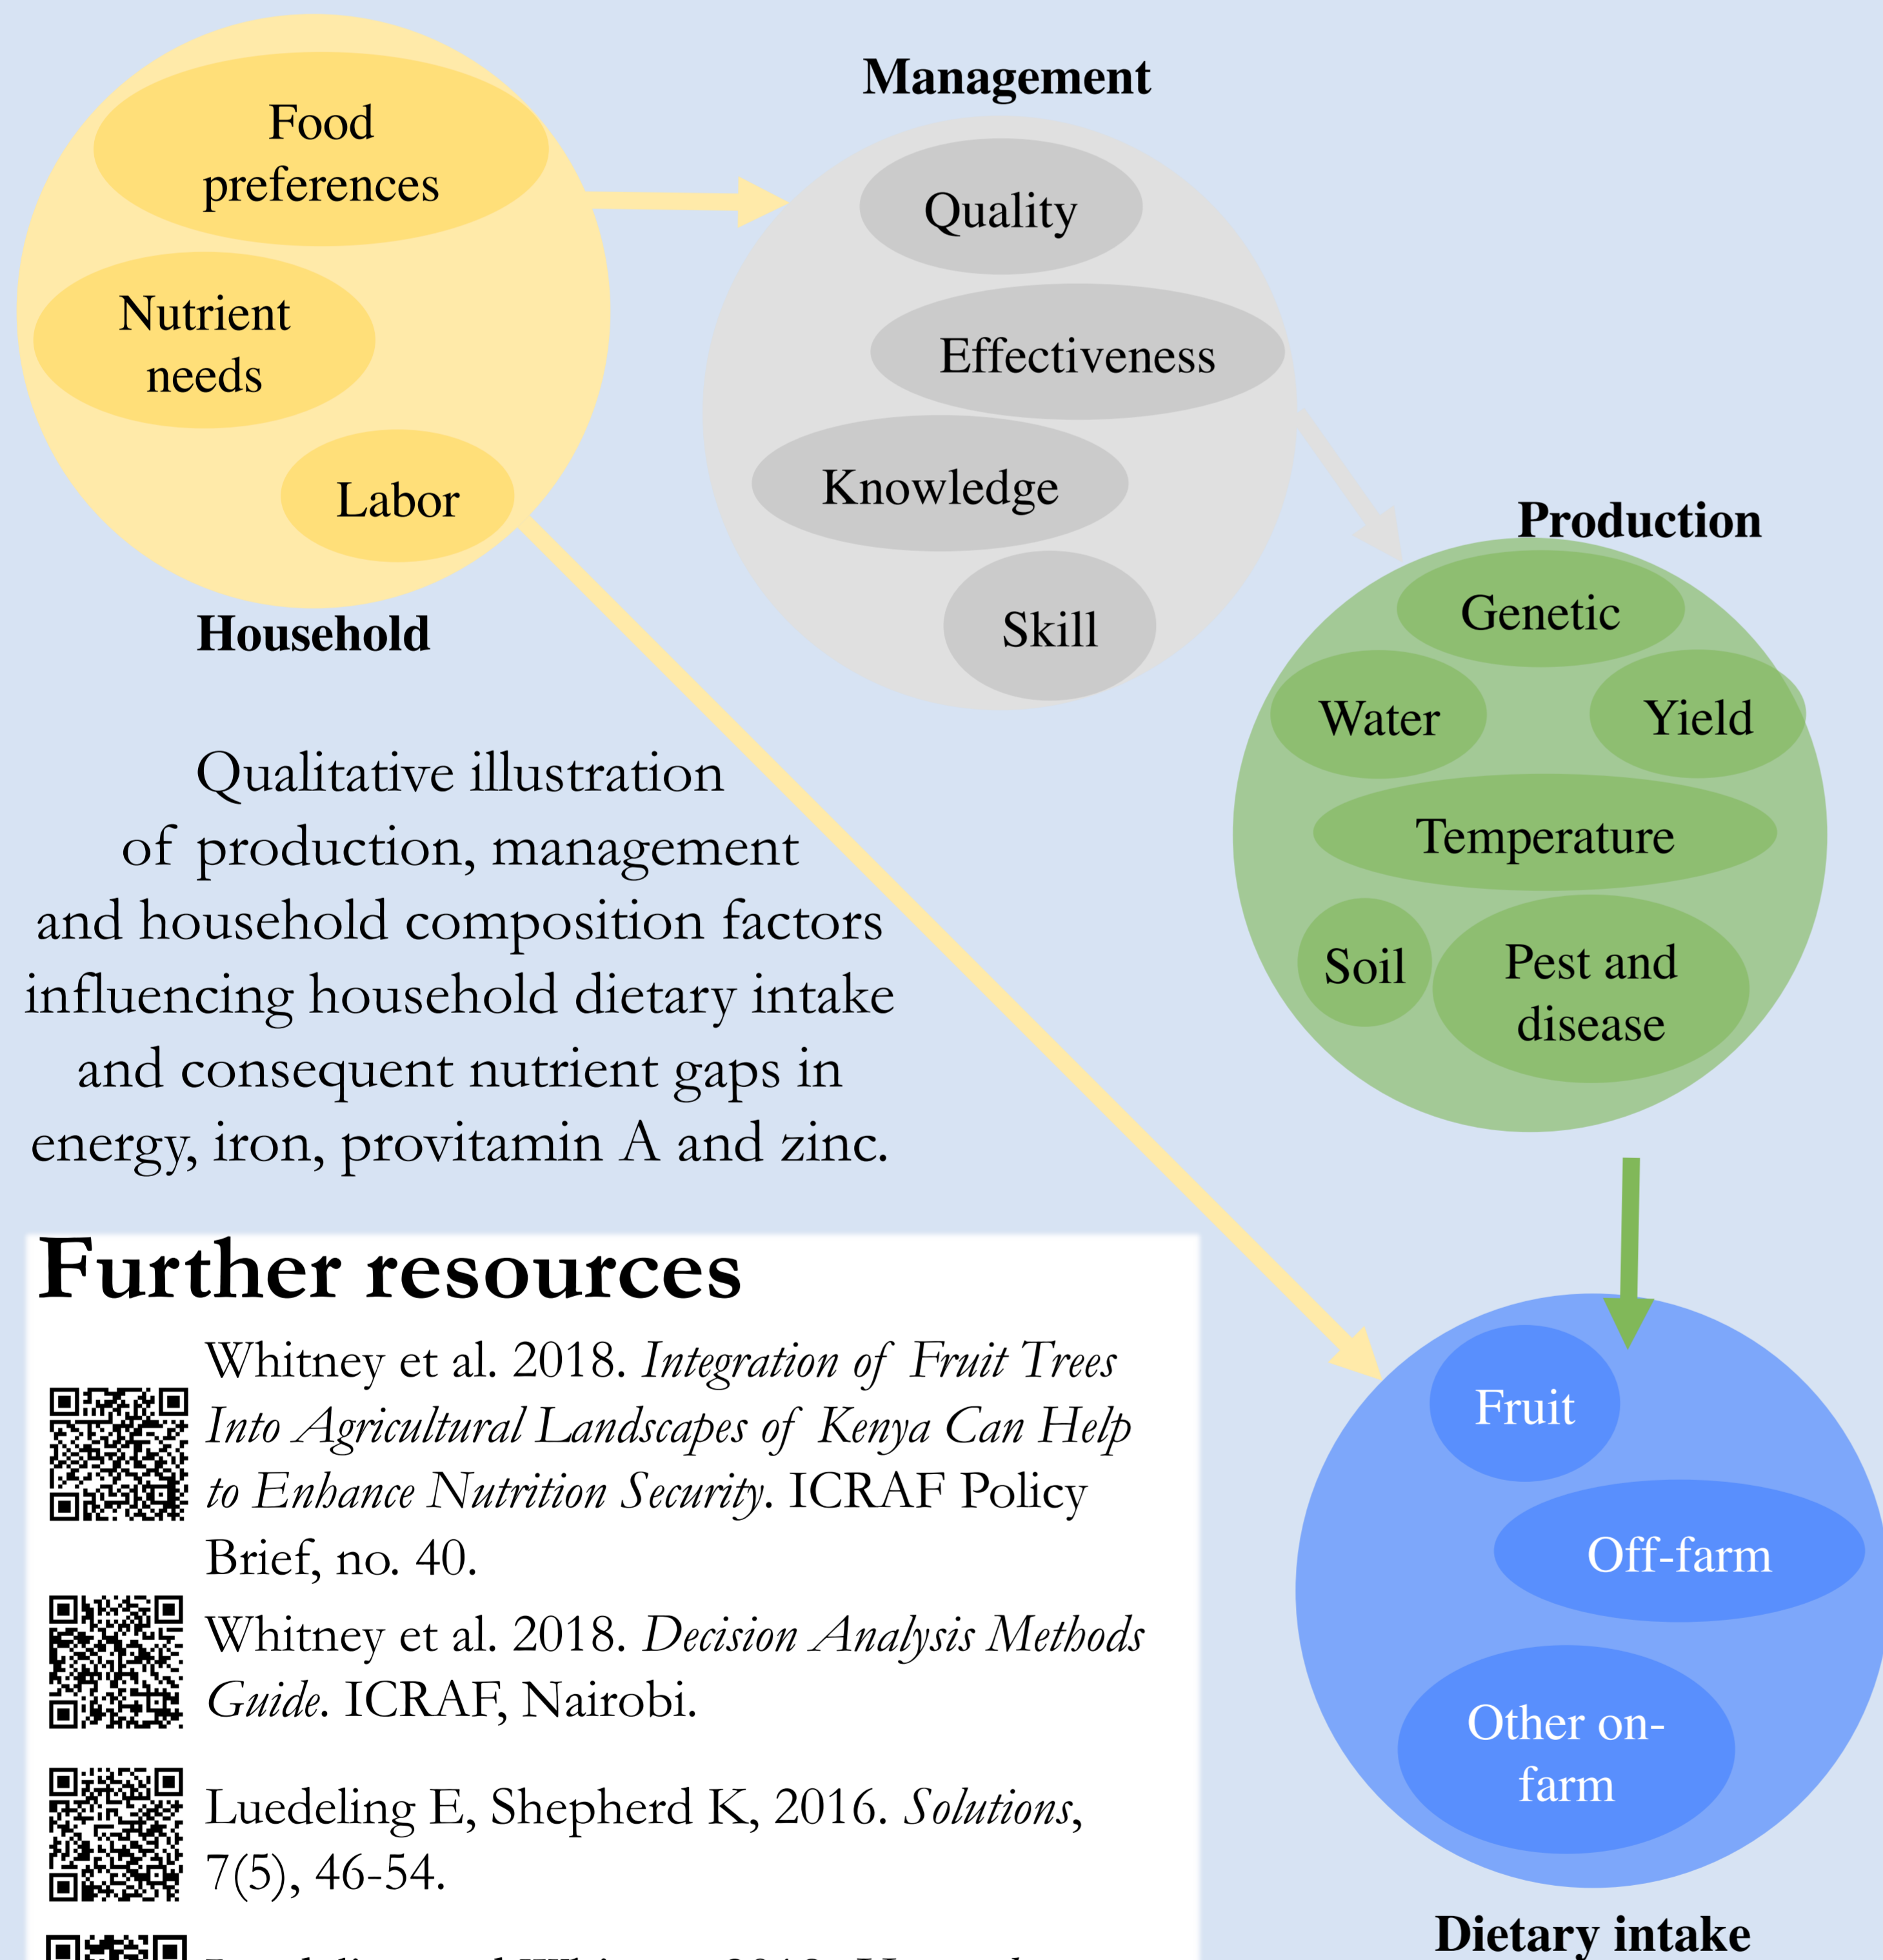 Food
preferences
Nutrient
needs
Labor
Household
Management
Quality
Effectiveness
Knowledge
Skill
Production
Genetic
Water
Yield
Temperature
Soil
Pest and
disease
Qualitative illustration
of production, management
and household composition factors
influencing household dietary intake
and consequent nutrient gaps in
energy, iron, provitamin A and zinc.
Fruit
Off-farm
Other on-
farm
Dietary intake
Further resources
Whitney et al. 2018. Integration of Fruit Trees
Into Agricultural Landscapes of Kenya Can Help
to Enhance Nutrition Security. ICRAF Policy
Brief, no. 40.
Whitney et al. 2018. Decision Analysis Methods
Guide. ICRAF, Nairobi.
Luedeling E, Shepherd K, 2016. Solutions,
7(5), 46-54.